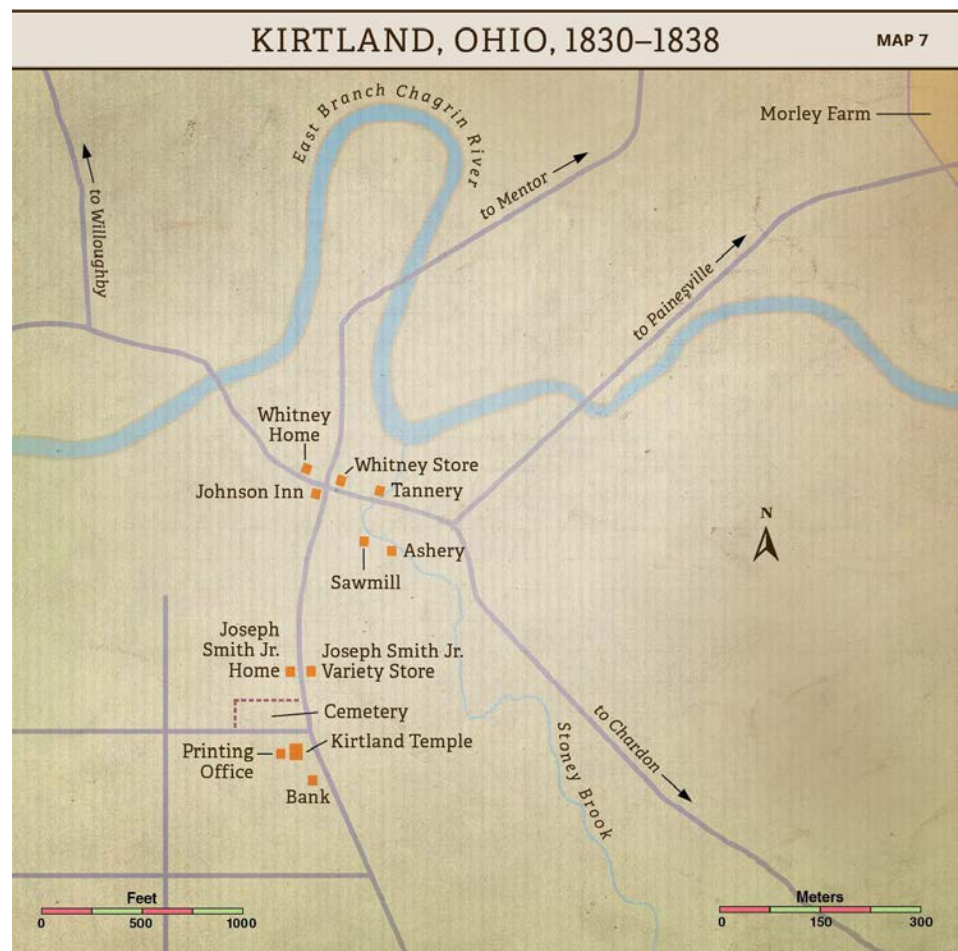 KIRTLAND, OHIO, 1830–1838
MAP 7
East Branch Chagrin River
Morley Farm
to Willoughby
to Mentor
to Painesville
Whitney
Home
Whitney Store
Johnson Inn
Tannery
N
Ashery
Sawmill
Joseph
Smith Jr.
Home
Joseph Smith Jr.
Variety Store
Cemetery
to Chardon
Kirtland Temple
Printing
Office
Stoney Brook
Bank
Feet
0 500 1000
Meters
0 150 300